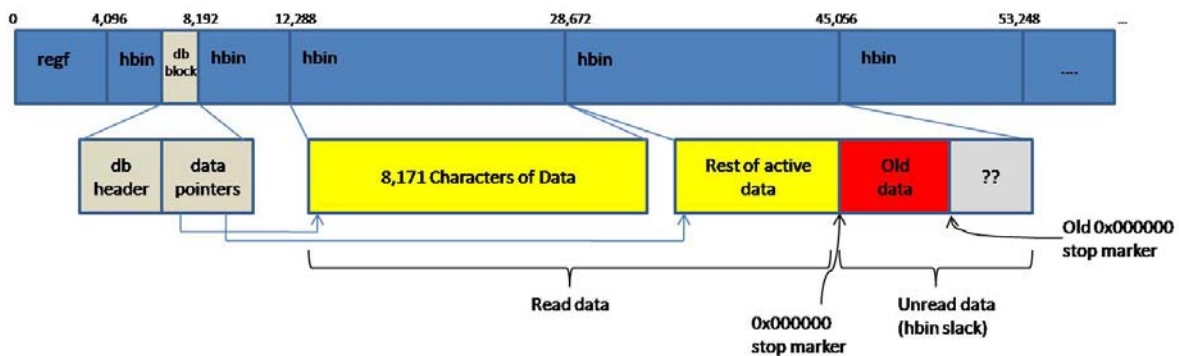 0 4,096 8,192 12,288 28,672 45,056 53,248 ...
regf hbin db block hbin hbin hbin hbin ....
db header
data pointers
8,171 Characters of Data
Rest of active data
Old data
??
Old 0x000000
stop marker
Read data
0x000000
stop marker
Unread data
(hbin slack)